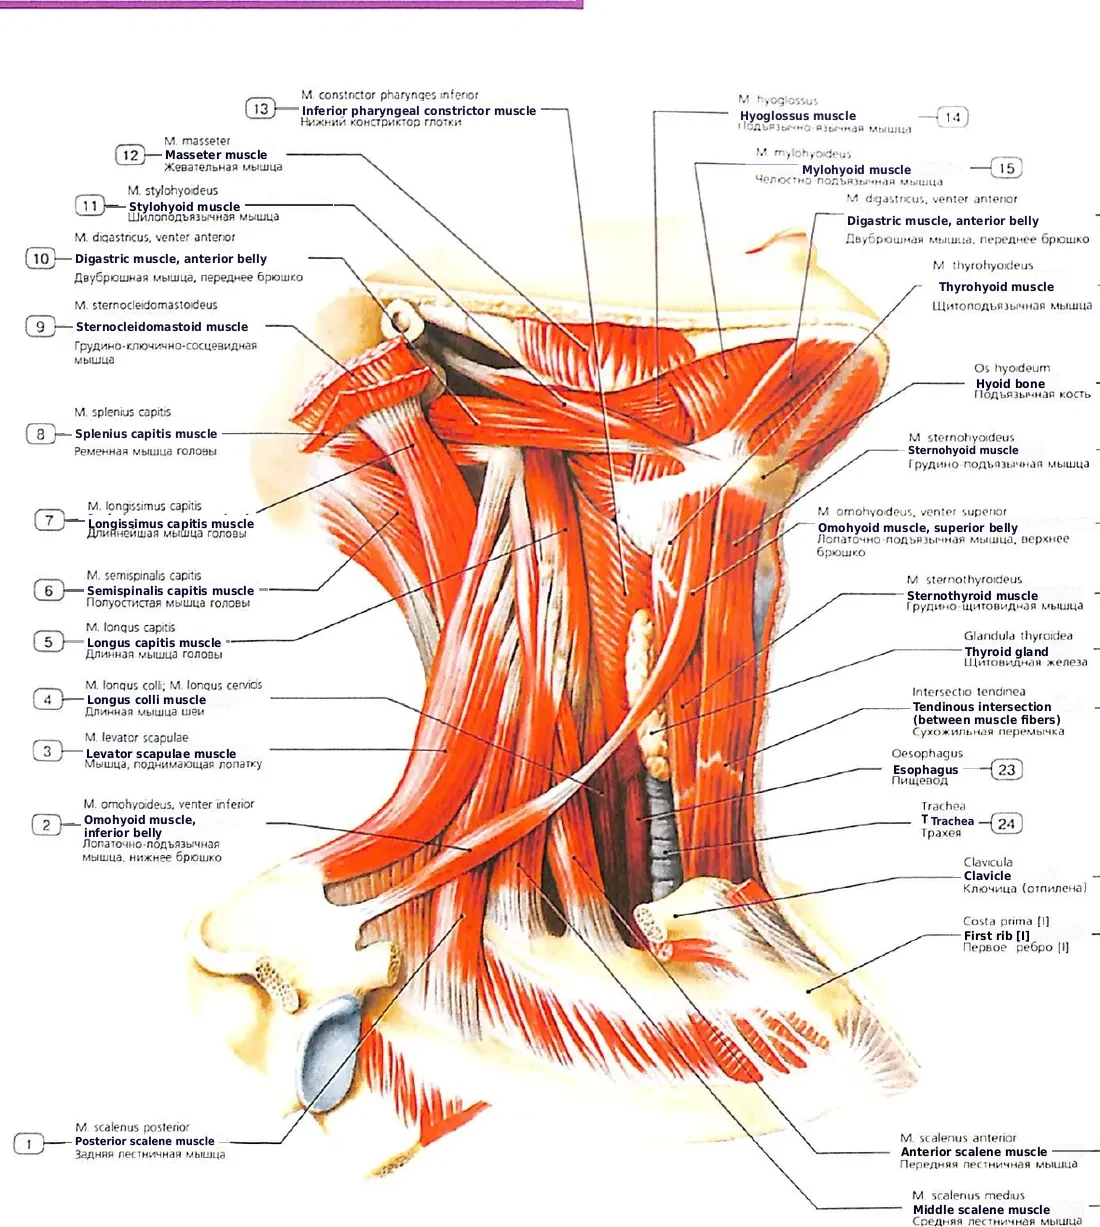 M. constrictor pharynges inferior
13
Inferior pharyngeal constrictor muscle
Нижний констриктор глотки
M. masseter
12
Masseter muscle
Жевательная мышца
M. stylohyoideus
11
Stylohyoid muscle
Шилоподъязычная мышца
M. digastricus, venter anterior
10
Digastric muscle, anterior belly
Двубрюшная мышца, переднее брюшко
M. sternocleidomastoideus
9
Sternocleidomastoid muscle
Грудино-ключично-сосцевидная
мышца
M. splenius capitis
8
Splenius capitis muscle
Ременная мышца головы
M. longissimus capitis
7
Longissimus capitis muscle
Длиннейшая мышца головы
M. semispinalis capitis
6
Semispinalis capitis muscle
Полуостистая мышца головы
M. longus capitis
5
Longus capitis muscle
Длинная мышца головы
M. longus colli; M. longus cervicis
4
Longus colli muscle
Длинная мышца шеи
M. levator scapulae
3
Levator scapulae muscle
Мышца, поднимающая лопатку
M. omohyoideus, venter inferior
2
Omohyoid muscle,
inferior belly
Лопаточно-подъязычная
мышца, нижнее брюшко
M. scalenus posterior
1
Posterior scalene muscle
Задняя лестничная мышца
M. hyoglossus
Hyoglossus muscle
14
Подъязычно-язычная мышца
M. mylohyoideus
Mylohyoid muscle
15
Челюстно-подъязычная мышца
M. digastricus, venter anterior
Digastric muscle, anterior belly
Двубрюшная мышца, переднее брюшко
M. thyrohyoideus
Thyrohyoid muscle
Щитоподъязычная мышца
Os hyoideum
Hyoid bone
Подъязычная кость
M. sternohyoideus
Sternohyoid muscle
Грудино-подъязычная мышца
M. omohyoideus, venter superior
Omohyoid muscle, superior belly
Лопаточно-подъязычная мышца, верхнее
брюшко
M. sternothyroideus
Sternothyroid muscle
Грудино-щитовидная мышца
Glandula thyroidea
Thyroid gland
Щитовидная железа
Intersectio tendinea
Tendinous intersection
(between muscle fibers)
Сухожильная перемычка
Oesophagus
Esophagus
23
Пищевод
Trachea
T Trachea
24
Трахея
Clavicula
Clavicle
Ключица (отпилена)
Costa prima [I]
First rib [I]
Первое ребро [I]
M. scalenus anterior
Anterior scalene muscle
Передняя лестничная мышца
M. scalenus medius
Middle scalene muscle
Средняя лестничная мышца